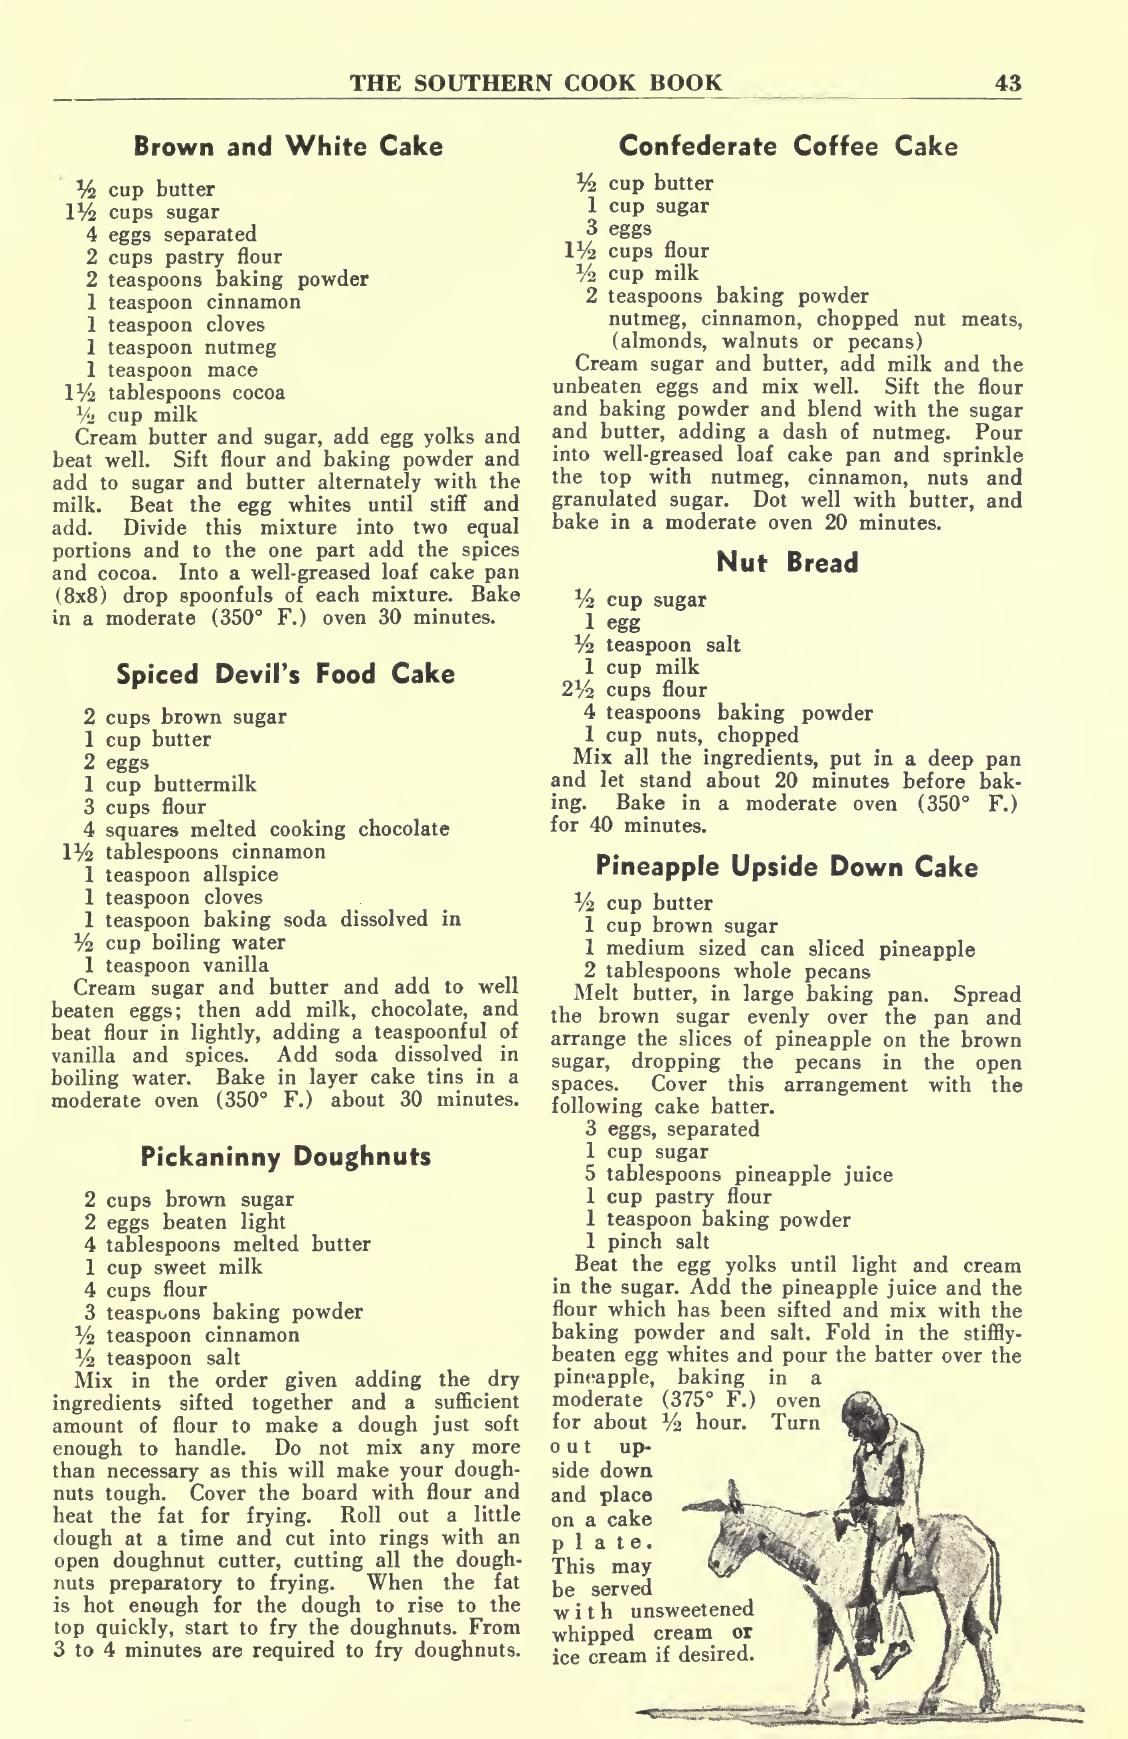 THE SOUTHERN COOK BOOK 43
Brown and White Cake
½ cup butter
1½ cups sugar
4 eggs separated
2 cups pastry flour
2 teaspoons baking powder
1 teaspoon cinnamon
1 teaspoon cloves
1 teaspoon nutmeg
1 teaspoon mace
1½ tablespoons cocoa
½ cup milk
Cream butter and sugar, add egg yolks and
beat well. Sift flour and baking powder and
add to sugar and butter alternately with the
milk. Beat the egg whites until stiff and
add. Divide this mixture into two equal
portions and to the one part add the spices
and cocoa. Into a well-greased loaf cake pan
(8x8) drop spoonfuls of each mixture. Bake
in a moderate (350° F.) oven 30 minutes.
Spiced Devil's Food Cake
2 cups brown sugar
1 cup butter
2 eggs
1 cup buttermilk
3 cups flour
4 squares melted cooking chocolate
1½ tablespoons cinnamon
1 teaspoon allspice
1 teaspoon cloves
1 teaspoon baking soda dissolved in
½ cup boiling water
1 teaspoon vanilla
Cream sugar and butter and add to well
beaten eggs; then add milk, chocolate, and
beat flour in lightly, adding a teaspoonful of
vanilla and spices. Add soda dissolved in
boiling water. Bake in layer cake tins in a
moderate oven (350° F.) about 30 minutes.
Pickaninny Doughnuts
2 cups brown sugar
2 eggs beaten light
4 tablespoons melted butter
1 cup sweet milk
4 cups flour
3 teaspoons baking powder
½ teaspoon cinnamon
½ teaspoon salt
Mix in the order given adding the dry
ingredients sifted together and a sufficient
amount of flour to make a dough just soft
enough to handle. Do not mix any more
than necessary as this will make your dough-
nuts tough. Cover the board with flour and
heat the fat for frying. Roll out a little
dough at a time and cut into rings with an
open doughnut cutter, cutting all the dough-
nuts preparatory to frying. When the fat
is hot enough for the dough to rise to the
top quickly, start to fry the doughnuts. From
3 to 4 minutes are required to fry doughnuts.
Confederate Coffee Cake
½ cup butter
1 cup sugar
3 eggs
1½ cups flour
½ cup milk
2 teaspoons baking powder
nutmeg, cinnamon, chopped nut meats,
(almonds, walnuts or pecans)
Cream sugar and butter, add milk and the
unbeaten eggs and mix well. Sift the flour
and baking powder and blend with the sugar
and butter, adding a dash of nutmeg. Pour
into well-greased loaf cake pan and sprinkle
the top with nutmeg, cinnamon, nuts and
granulated sugar. Dot well with butter, and
bake in a moderate oven 20 minutes.
Nut Bread
½ cup sugar
1 egg
½ teaspoon salt
1 cup milk
2½ cups flour
4 teaspoons baking powder
1 cup nuts, chopped
Mix all the ingredients, put in a deep pan
and let stand about 20 minutes before bak-
ing. Bake in a moderate oven (350° F.)
for 40 minutes.
Pineapple Upside Down Cake
½ cup butter
1 cup brown sugar
1 medium sized can sliced pineapple
2 tablespoons whole pecans
Melt butter, in large baking pan. Spread
the brown sugar evenly over the pan and
arrange the slices of pineapple on the brown
sugar, dropping the pecans in the open
spaces. Cover this arrangement with the
following cake batter.
3 eggs, separated
1 cup sugar
5 tablespoons pineapple juice
1 cup pastry flour
1 teaspoon baking powder
1 pinch salt
Beat the egg yolks until light and cream
in the sugar. Add the pineapple juice and the
flour which has been sifted and mix with the
baking powder and salt. Fold in the stiffly-
beaten egg whites and pour the batter over the
pineapple, baking in a
moderate (375° F.) oven
for about ½ hour. Turn
out up-
side down
and place
on a cake
plate.
This may
be served
with unsweetened
whipped cream or
ice cream if desired.